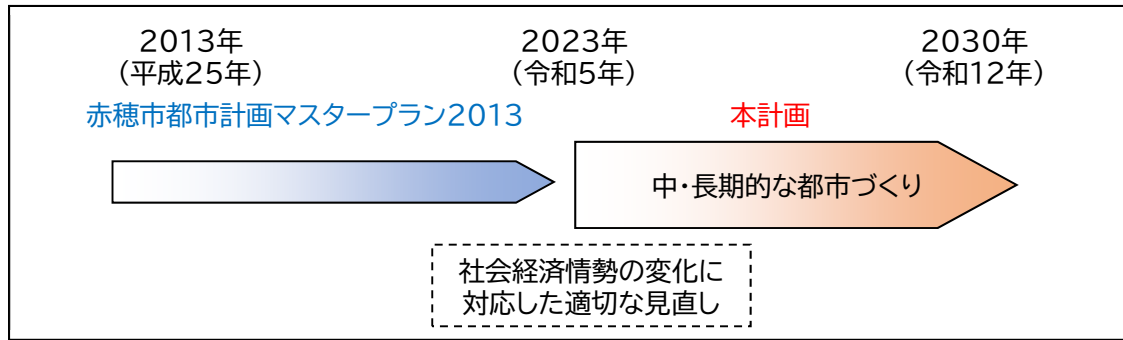 2013年
(平成25年)
2023年
(令和5年)
2030年
(令和12年)
赤穂市都市計画マスタープラン2013
本計画
中・長期的な都市づくり
社会経済情勢の変化に
対応した適切な見直し